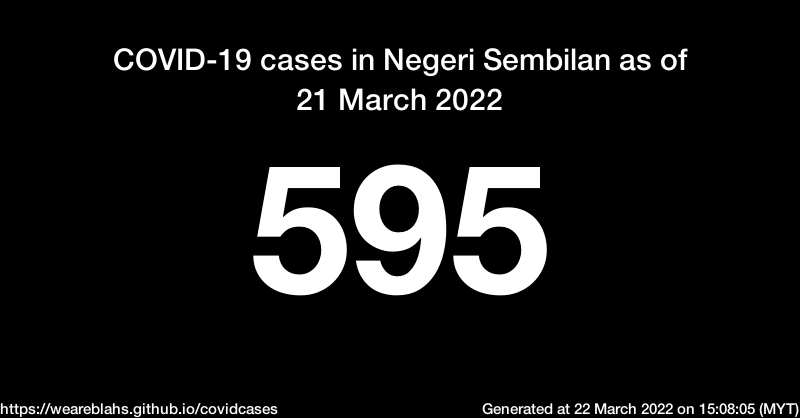 COVID-19 cases in Negeri Sembilan as of
21 March 2022
595
https://weareblahs.github.io/covidcases
Generated at 22 March 2022 on 15:08:05 (MYT)